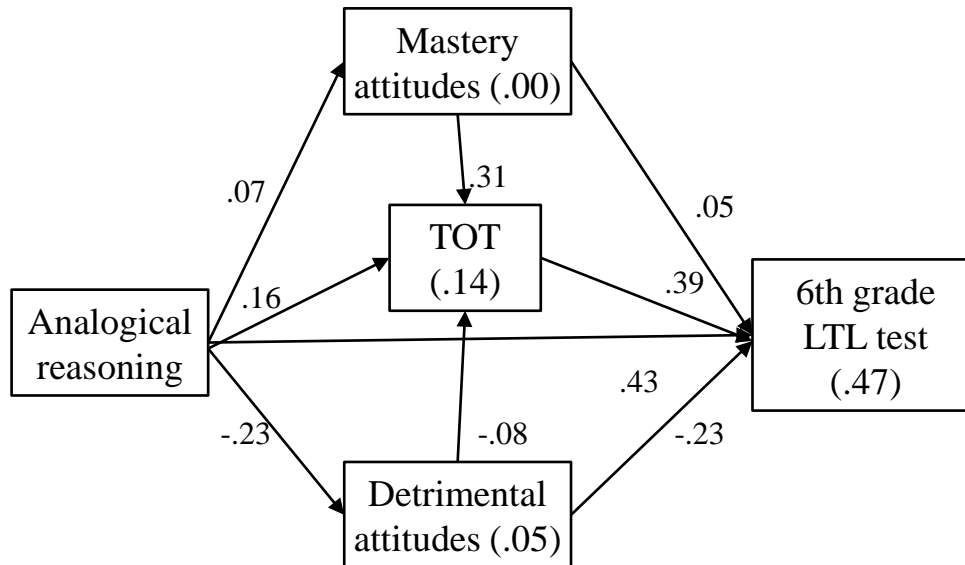 Mastery
attitudes (.00)
.07
.31
.05
TOT
(.14)
.16
.39
Analogical
reasoning
6th grade
LTL test
(.47)
.43
-.23
-.08
-.23
Detrimental
attitudes (.05)